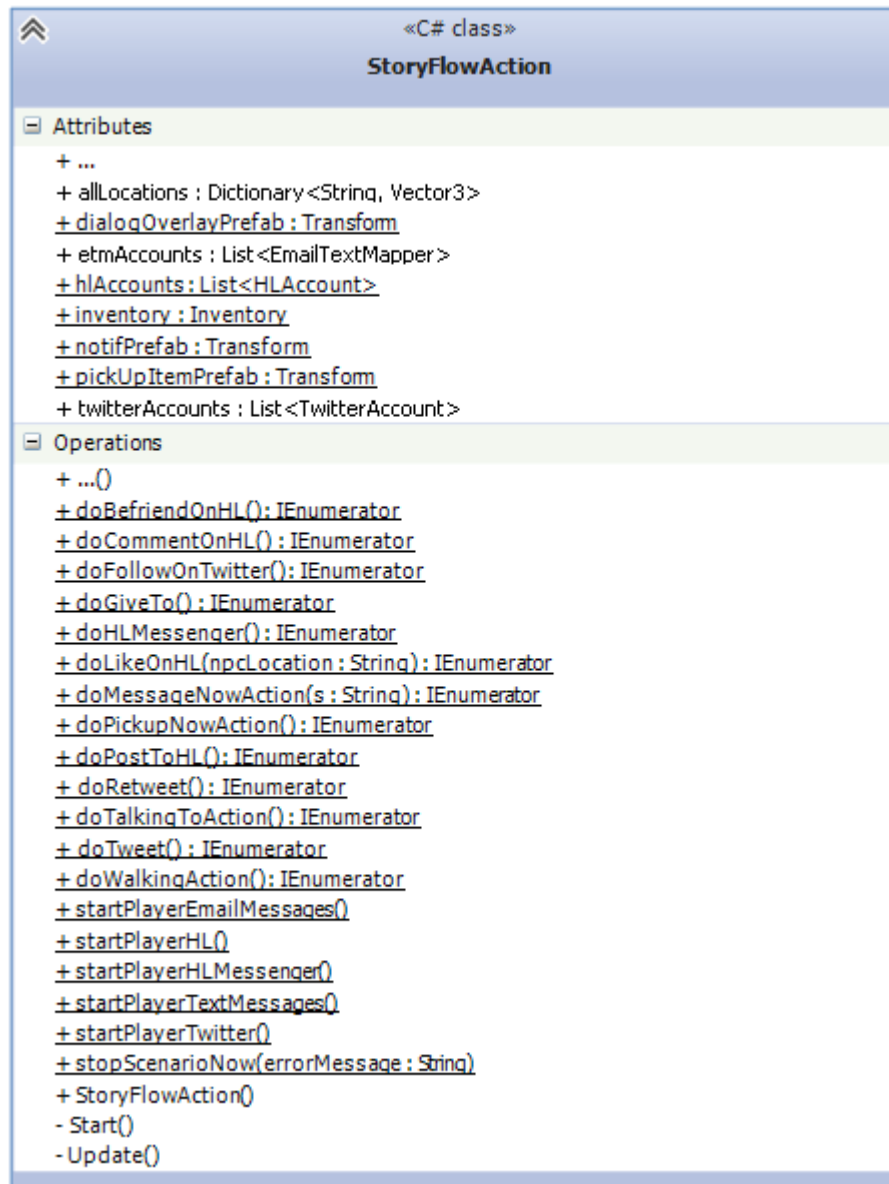 «C# class»
StoryFlowAction
Attributes
+ ...
+ allLocations : Dictionary<String, Vector3>
+ dialogOverlayPrefab : Transform
+ etmAccounts : List<EmailTextMapper>
+ hlAccounts : List<HLAccount>
+ inventory : Inventory
+ notifPrefab : Transform
+ pickUpItemPrefab : Transform
+ twitterAccounts : List<TwitterAccount>
Operations
+ ...()
+ doBefriendOnHL() : IEnumerator
+ doCommentOnHL() : IEnumerator
+ doFollowOnTwitter() : IEnumerator
+ doGiveTo() : IEnumerator
+ doHLMessenger() : IEnumerator
+ doLikeOnHL(npcLocation : String) : IEnumerator
+ doMessageNowAction(s : String) : IEnumerator
+ doPickupNowAction() : IEnumerator
+ doPostToHL() : IEnumerator
+ doRetweet() : IEnumerator
+ doTalkingToAction() : IEnumerator
+ doTweet() : IEnumerator
+ doWalkingAction() : IEnumerator
+ startPlayerEmailMessages()
+ startPlayerHL()
+ startPlayerHLMessenger()
+ startPlayerTextMessages()
+ startPlayerTwitter()
+ stopScenarioNow(errorMessage : String)
+ StoryFlowAction()
- Start()
- Update()